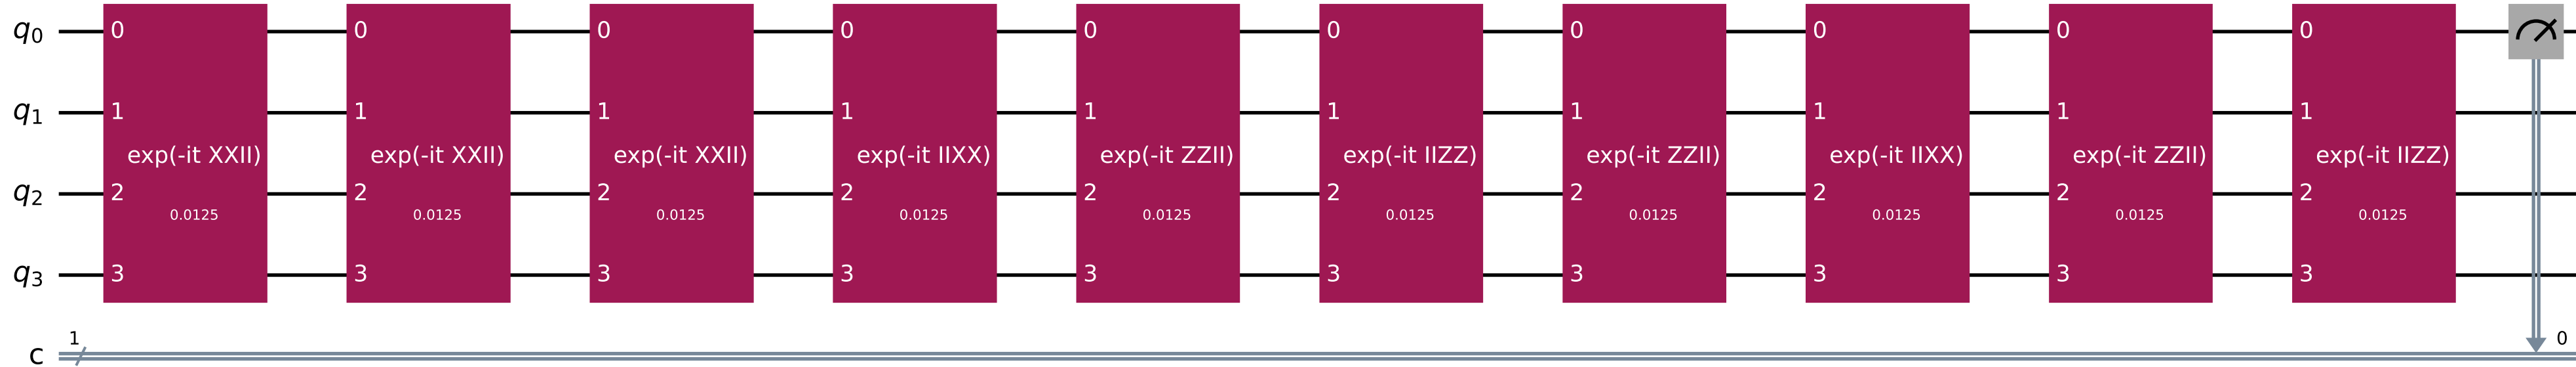 q0 0 0 0 0 0 0 0 0 0 0
q1 1 1 1 1 1 1 1 1 1 1
exp(-it XXII) exp(-it XXII) exp(-it XXII) exp(-it IIXX) exp(-it ZZII) exp(-it IIZZ) exp(-it ZZII) exp(-it IIXX) exp(-it ZZII) exp(-it IIZZ)
q2 2 2 2 2 2 2 2 2 2 2
0.0125 0.0125 0.0125 0.0125 0.0125 0.0125 0.0125 0.0125 0.0125 0.0125
q3 3 3 3 3 3 3 3 3 3 3
1 0
c